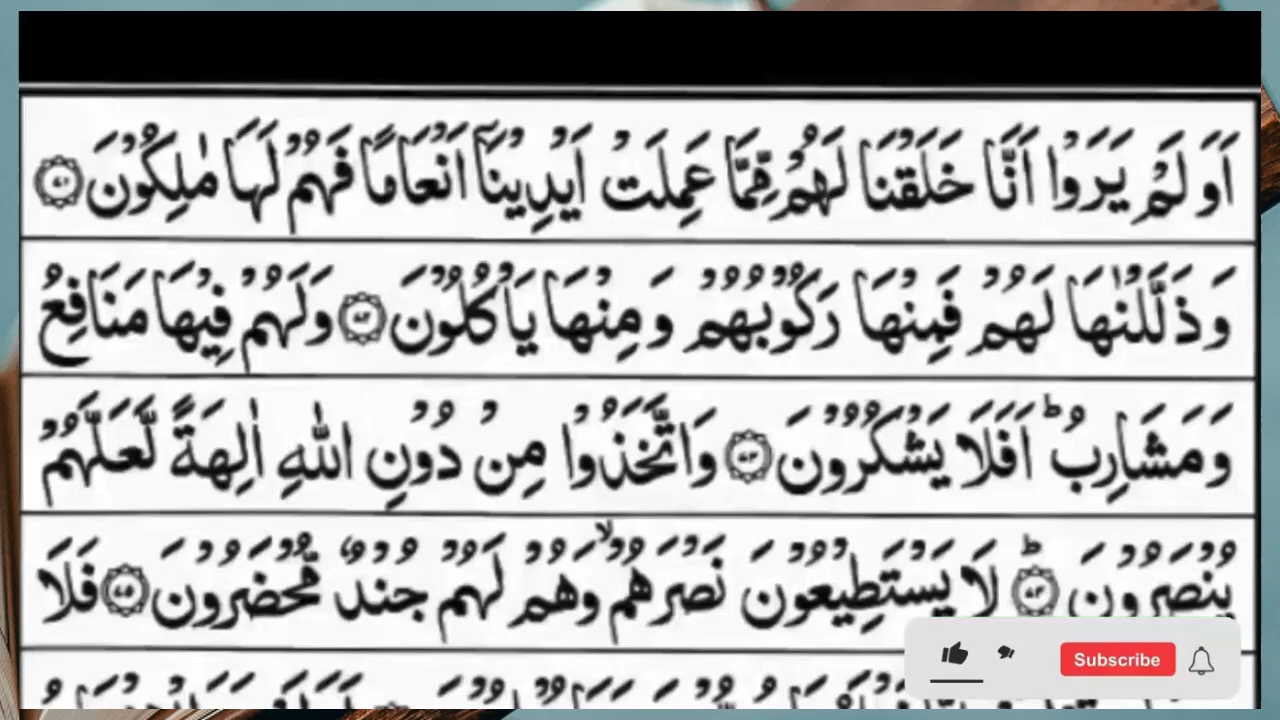 اَوَ لَمْ يَرَوْا اَنَّا خَلَقْنَا لَهُمْ مِّمَّا عَمِلَتْ اَيْدِيْنَآ اَنْعَامًا فَهُمْ لَهَا مٰلِكُوْنَ
وَ ذَلَّلْنٰهَا لَهُمْ فَمِنْهَا رَكُوْبُهُمْ وَ مِنْهَا يَاْكُلُوْنَ وَلَهُمْ فِيْهَا مَنَافِعُ
وَ مَشَارِبُ ؕ اَفَلَا يَشْكُرُوْنَ وَاتَّخَذُوْا مِنْ دُوْنِ اللّٰهِ اٰلِهَةً لَّعَلَّهُمْ
يُنْصَرُوْنَ ؕ لَا يَسْتَطِيْعُوْنَ نَصْرَهُمْ ۙ وَهُمْ لَهُمْ جُنْدٌ مُّحْضَرُوْنَ فَلَا
Subscribe